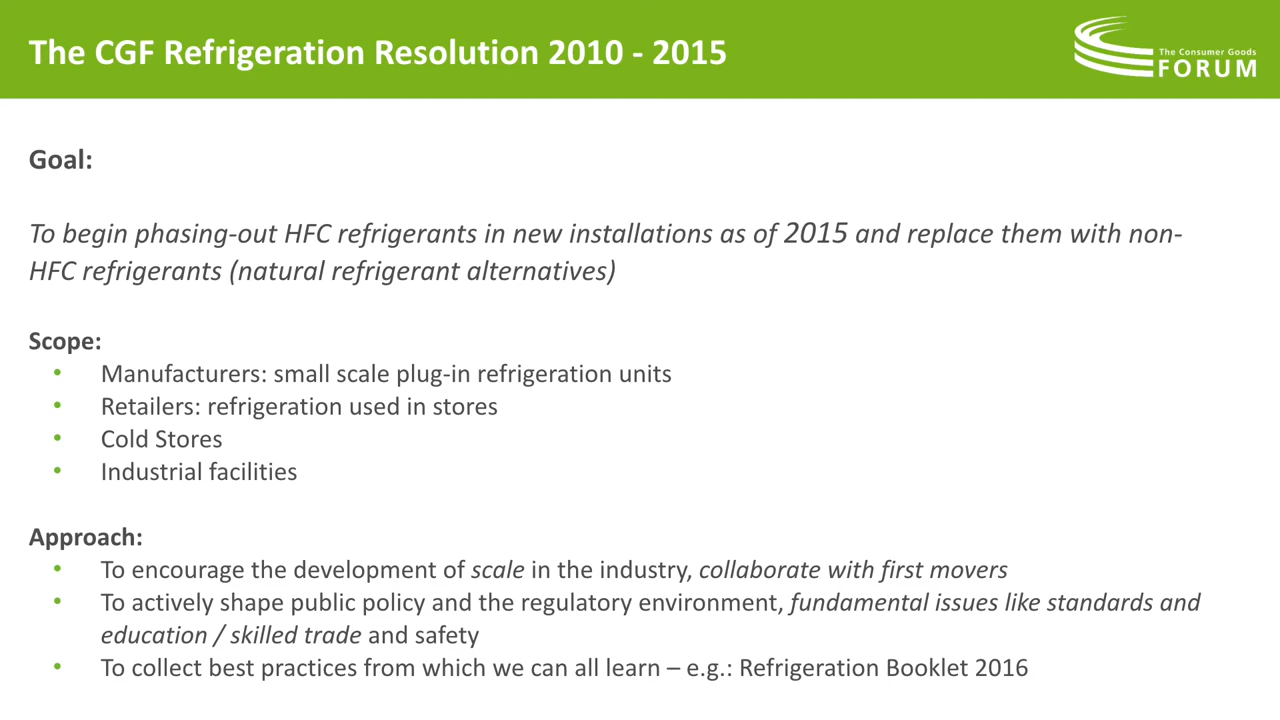 The CGF Refrigeration Resolution 2010 - 2015
The Consumer Goods
FORUM
Goal:
To begin phasing-out HFC refrigerants in new installations as of 2015 and replace them with non-
HFC refrigerants (natural refrigerant alternatives)
Scope:
• Manufacturers: small scale plug-in refrigeration units
• Retailers: refrigeration used in stores
• Cold Stores
• Industrial facilities
Approach:
• To encourage the development of scale in the industry, collaborate with first movers
• To actively shape public policy and the regulatory environment, fundamental issues like standards and
education / skilled trade and safety
• To collect best practices from which we can all learn – e.g.: Refrigeration Booklet 2016